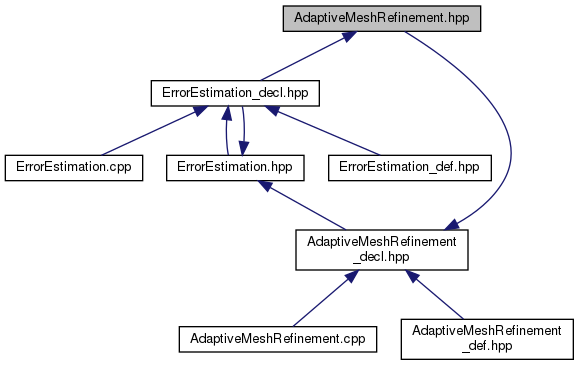 AdaptiveMeshRefinement.hpp
ErrorEstimation_decl.hpp
ErrorEstimation.cpp
ErrorEstimation.hpp
ErrorEstimation_def.hpp
AdaptiveMeshRefinement
_decl.hpp
AdaptiveMeshRefinement.cpp
AdaptiveMeshRefinement
_def.hpp